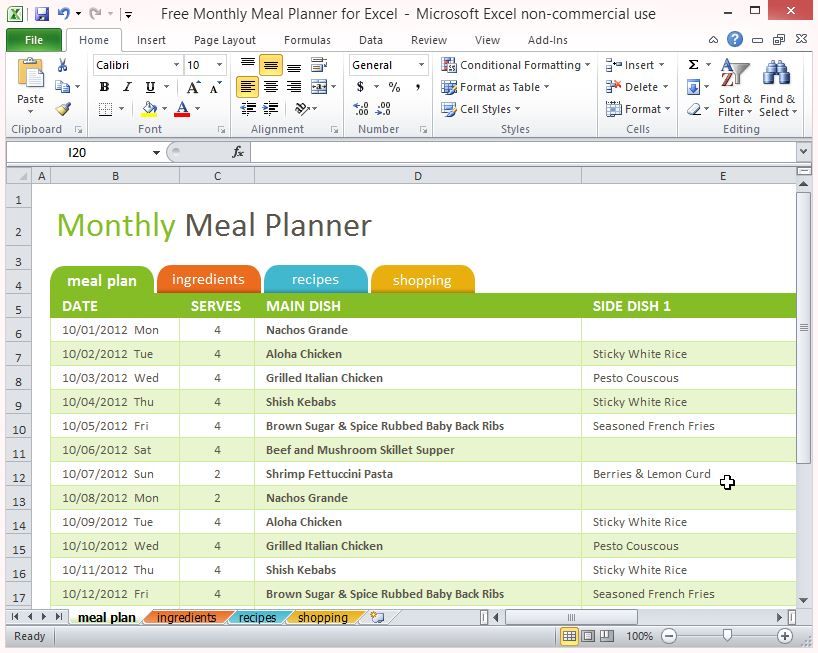 Free Monthly Meal Planner for Excel - Microsoft Excel non-commercial use
File Home Insert Page Layout Formulas Data Review View Add-Ins
Calibri 10 General Conditional Formatting Insert Σ
Paste B I U A A $ % , Format as Table Delete Sort & Filter Find & Select
A .00 .0 Cell Styles Format
Clipboard Font Alignment Number Styles Cells Editing
I20 fx
A B C D E
1
2 Monthly Meal Planner
3
4 meal plan ingredients recipes shopping
5 DATE SERVES MAIN DISH SIDE DISH 1
6 10/01/2012 Mon 4 Nachos Grande
7 10/02/2012 Tue 4 Aloha Chicken Sticky White Rice
8 10/03/2012 Wed 4 Grilled Italian Chicken Pesto Couscous
9 10/04/2012 Thu 4 Shish Kebabs Sticky White Rice
10 10/05/2012 Fri 4 Brown Sugar & Spice Rubbed Baby Back Ribs Seasoned French Fries
11 10/06/2012 Sat 4 Beef and Mushroom Skillet Supper
12 10/07/2012 Sun 2 Shrimp Fettuccini Pasta Berries & Lemon Curd
13 10/08/2012 Mon 2 Nachos Grande
14 10/09/2012 Tue 4 Aloha Chicken Sticky White Rice
15 10/10/2012 Wed 4 Grilled Italian Chicken Pesto Couscous
16 10/11/2012 Thu 4 Shish Kebabs Sticky White Rice
17 10/12/2012 Fri 4 Brown Sugar & Spice Rubbed Baby Back Ribs Seasoned French Fries
meal plan ingredients recipes shopping
Ready 100%